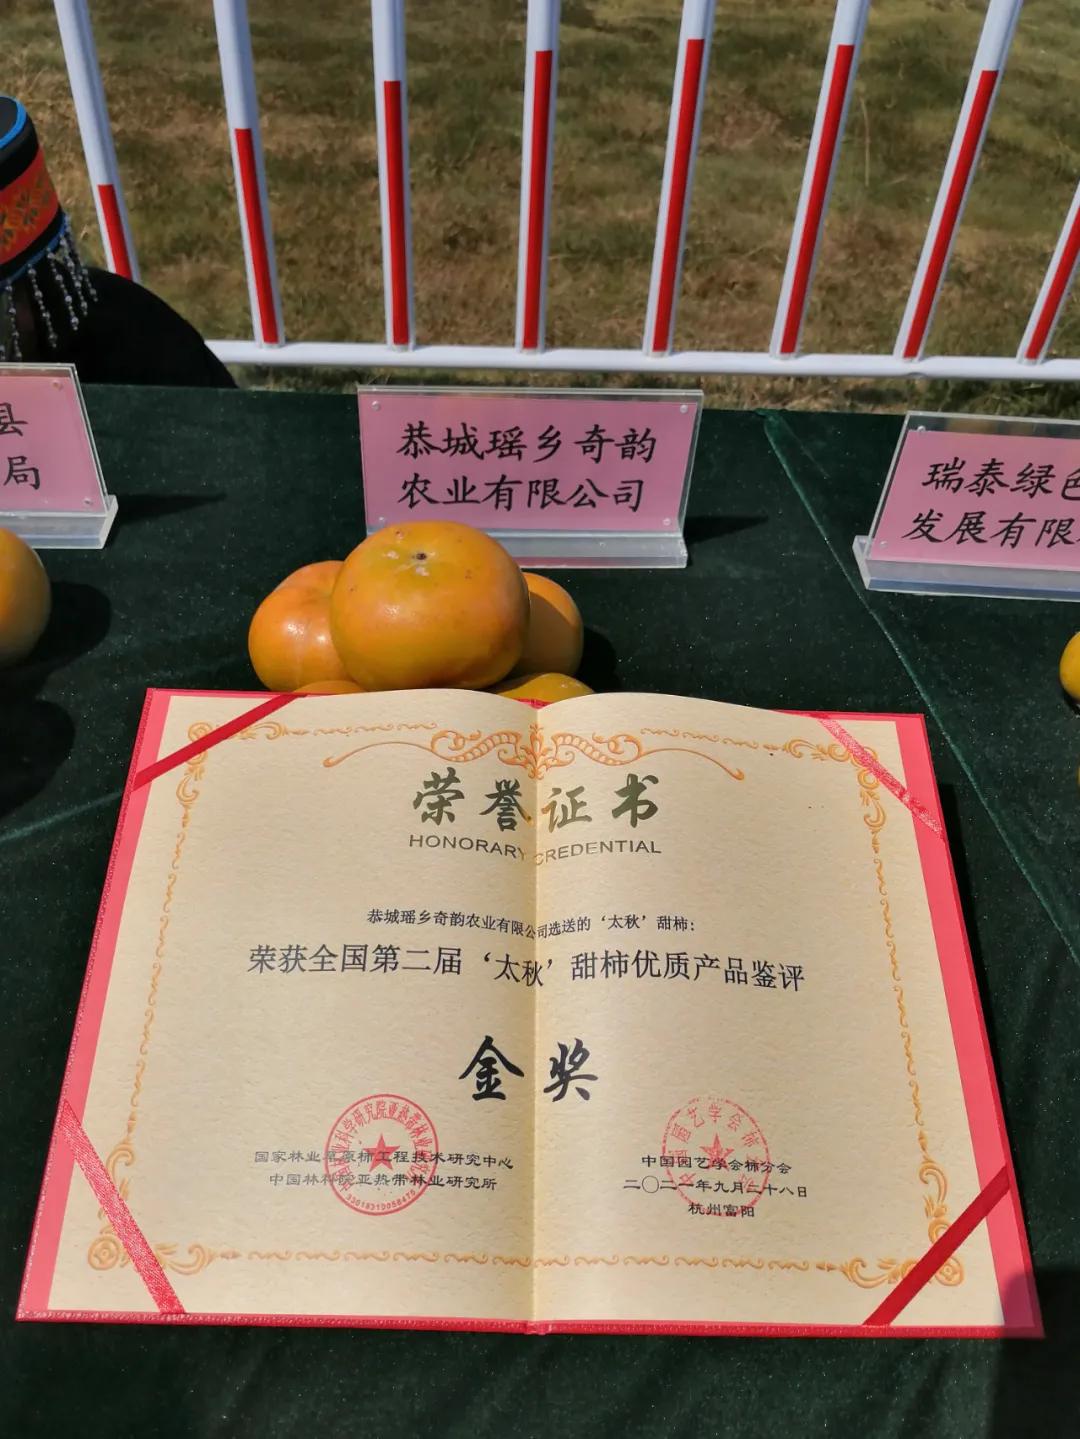 县
局
恭城瑶乡奇韵
农业有限公司
瑞泰绿色
发展有限
荣誉证书
HONORARY CREDENTIAL
恭城瑶乡奇韵农业有限公司选送的‘太秋’甜柿：
荣获全国第二届‘太秋’甜柿优质产品鉴评
金奖
国家林业草原柿工程技术研究中心
中国林科院亚热带林业研究所
中国园艺学会柿分会
二〇二一年九月二十八日
杭州富阳